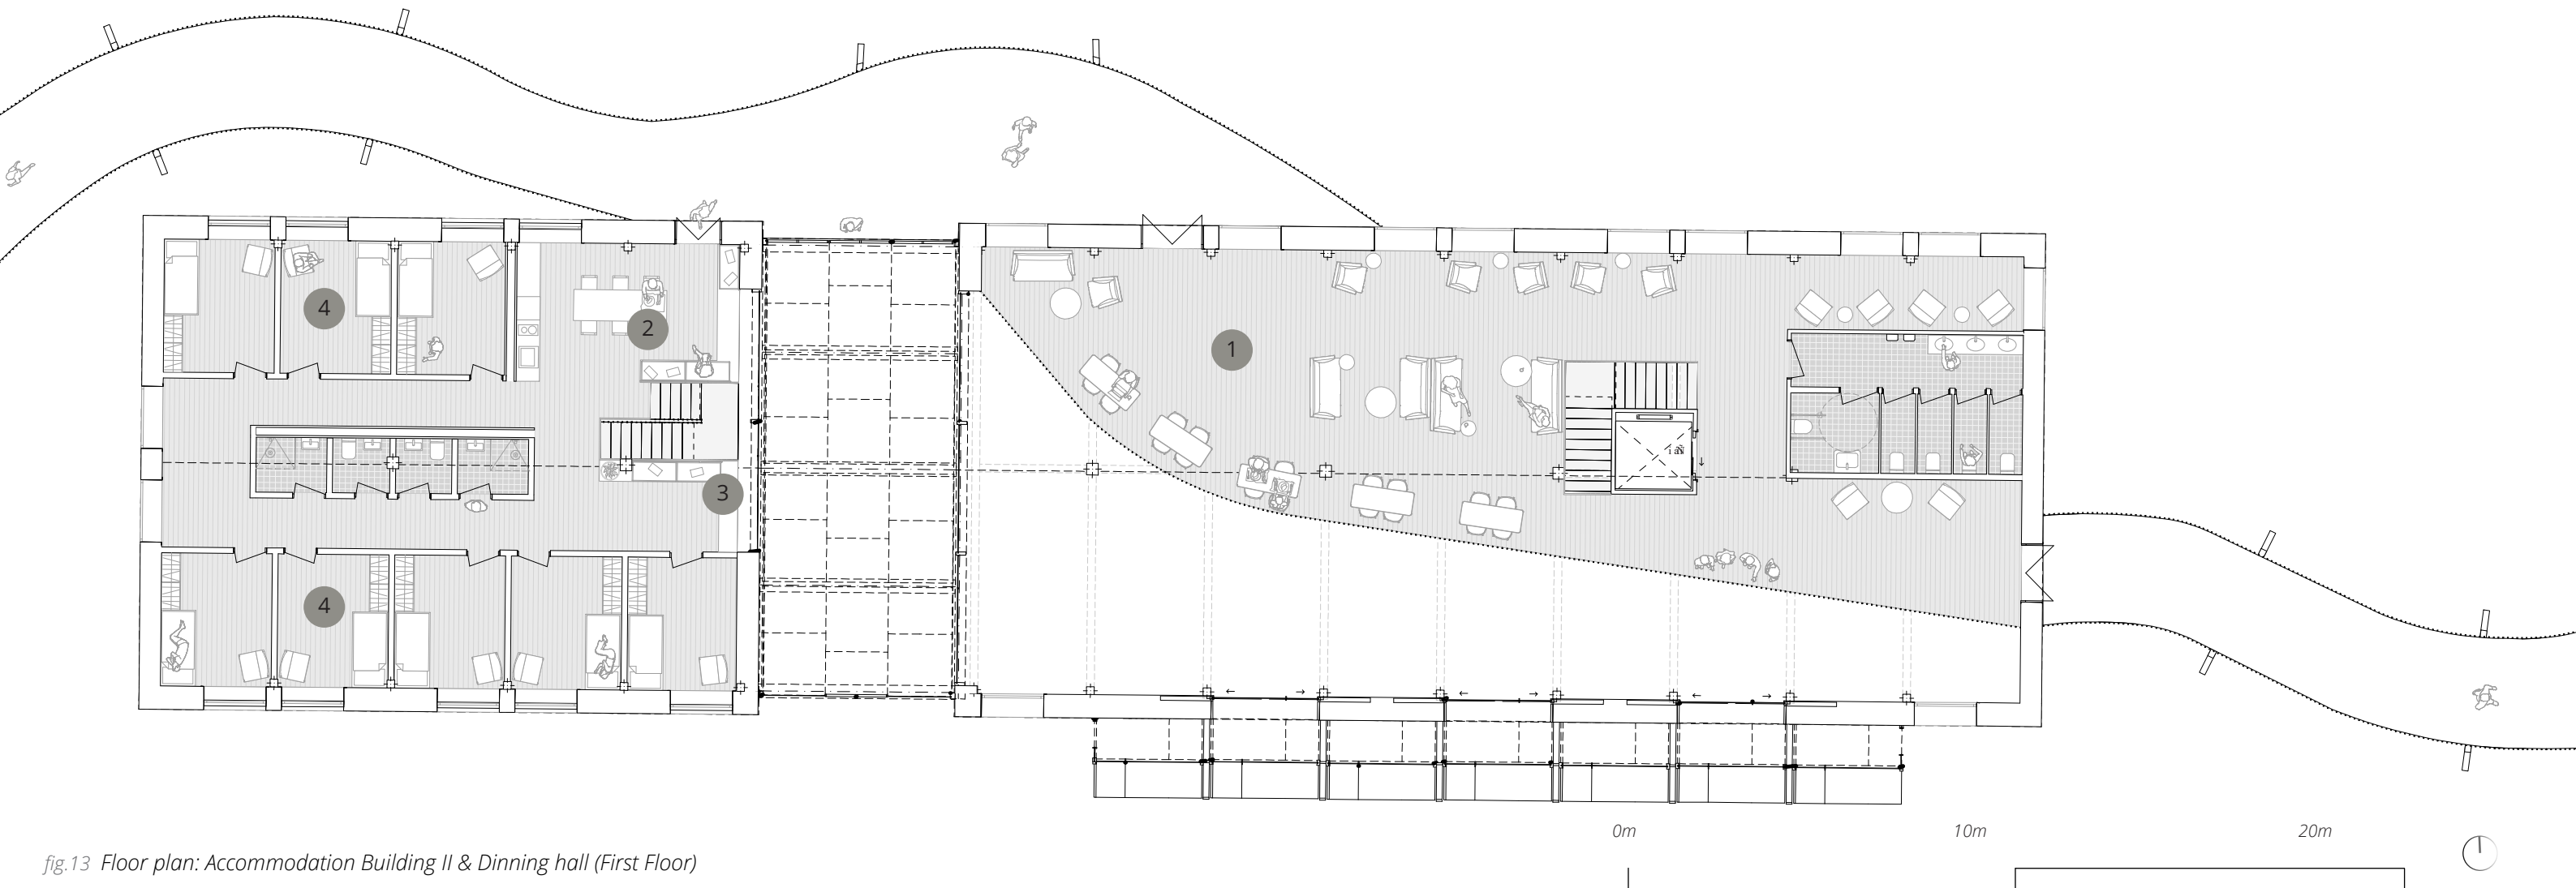 4
2
1
3
4
0m 10m 20m
fig.13 Floor plan: Accommodation Building II & Dinning hall (First Floor)